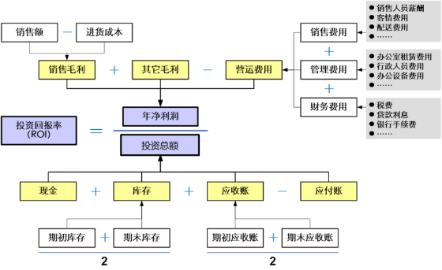 销售额 － 进货成本
销售人员薪酬
客情费用
配送费用
……
销售费用
+
销售毛利 + 其它毛利 － 营运费用
管理费用
办公室租赁费用
行政人员费用
办公设备费用
……
+
财务费用
税费
贷款利息
银行手续费
……
投资回报率
(ROI)
=
年净利润
投资总额
现金 + 库存 + 应收账 － 应付账
期初库存 + 期末库存
2
期初应收账 + 期末应收账
2